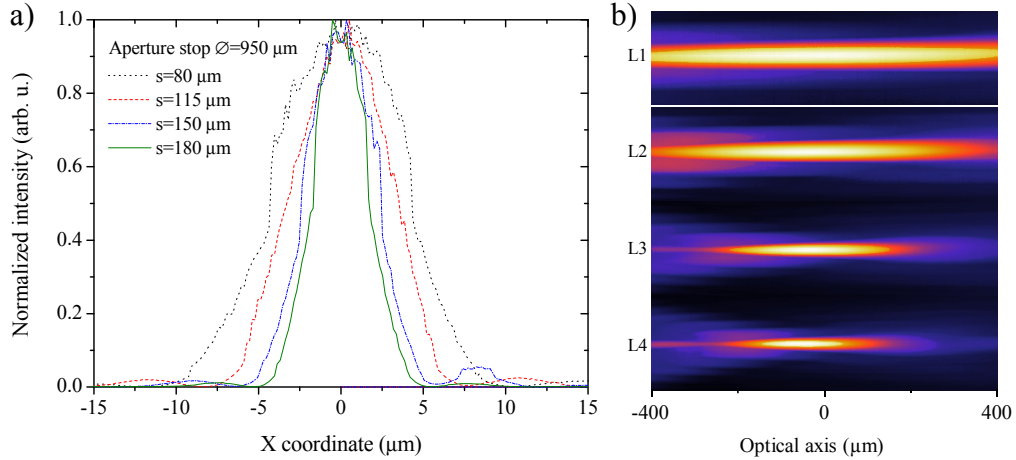 a)
Normalized intensity (arb. u.)
1.0
0.8
0.6
0.4
0.2
0.0
Aperture stop ∅=950 µm
s=80 µm
s=115 µm
s=150 µm
s=180 µm
-15
-10
-5
0
5
10
15
X coordinate (µm)
b)
L1
L2
L3
L4
-400
0
400
Optical axis (µm)